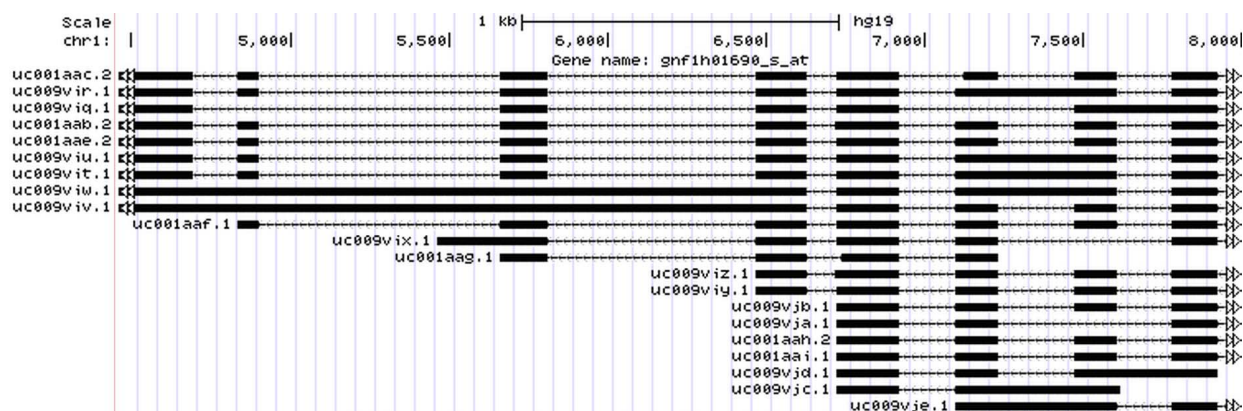 Scale 1 kb hg19
chr1: 5,000 5,500 6,000 6,500 7,000 7,500 8,000
Gene name: gnf1h01690_s_at
uc001aac.2
uc009vir.1
uc009viq.1
uc001aab.2
uc001aae.2
uc009viu.1
uc009vit.1
uc009viw.1
uc009viv.1
uc001aaf.1
uc009vix.1
uc001aag.1
uc009viz.1
uc009viy.1
uc009vjb.1
uc009vja.1
uc001aah.2
uc001aai.1
uc009vjd.1
uc009vjc.1
uc009vje.1